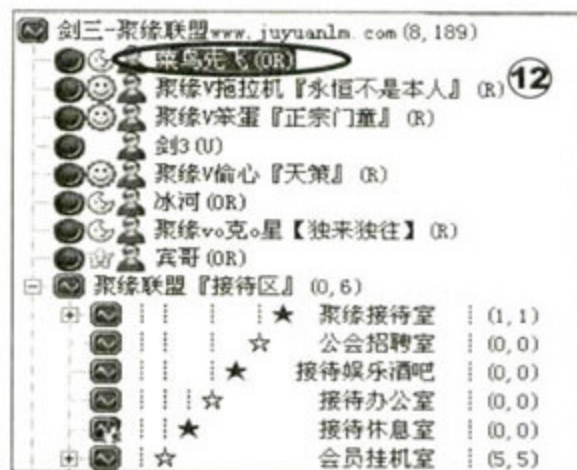 剑三-聚缘联盟www.juyuanlm.com(8,189)
菜鸟先飞(OR)
聚缘V拖拉机『永恒不是本人』(R)
12
聚缘V笨蛋『正宗门童』(R)
剑3(U)
聚缘V偷心『天策』(R)
冰河(OR)
聚缘v。克。星【独来独往】(R)
宾哥(OR)
聚缘联盟『接待区』(0,6)
★ 聚缘接待室 (1,1)
☆ 公会招聘室 (0,0)
★ 接待娱乐酒吧 (0,0)
☆ 接待办公室 (0,0)
★ 接待休息室 (0,0)
☆ 会员挂机室 (5,5)